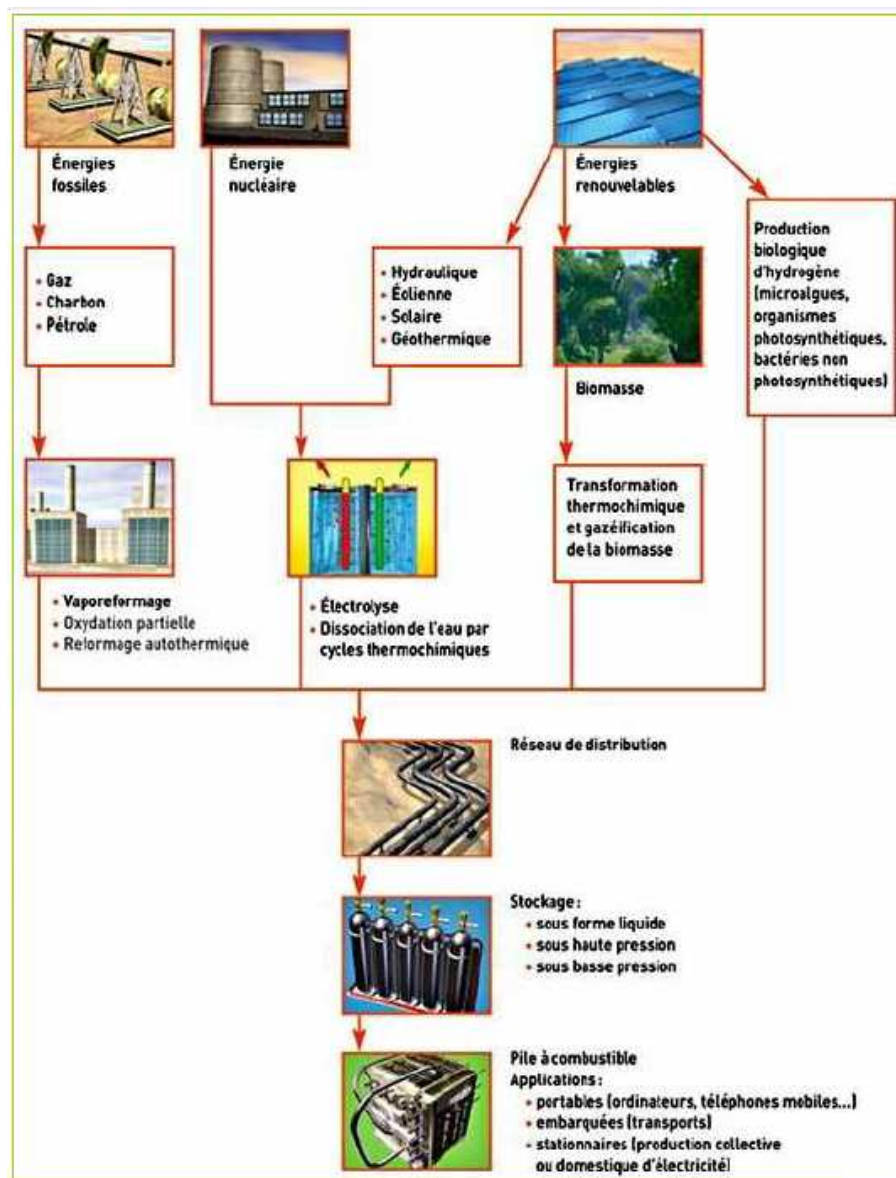 Énergies
fossiles
Énergie
nucléaire
Énergies
renouvelables
• Gaz
• Charbon
• Pétrole
• Hydraulique
• Éolienne
• Solaire
• Géothermique
Biomasse
Production
biologique
d'hydrogène
(microalgues,
organismes
photosynthétiques,
bactéries non
photosynthétiques)
• Vaporeformage
• Oxydation partielle
• Reformage autothermique
• Électrolyse
• Dissociation de l'eau par
cycles thermochimiques
Transformation
thermochimique
et gazéification
de la biomasse
Réseau de distribution
Stockage :
• sous forme liquide
• sous haute pression
• sous basse pression
Pile à combustible
Applications :
• portables (ordinateurs, téléphones mobiles...)
• embarquées (transports)
• stationnaires (production collective
ou domestique d'électricité)